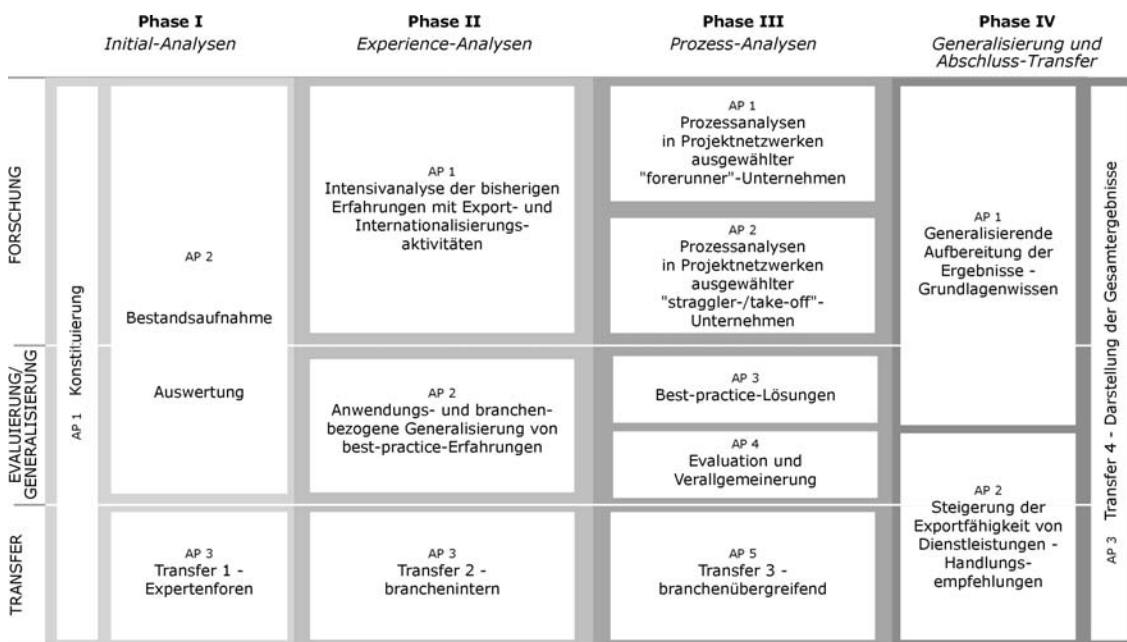 Phase I
Initial-Analysen
Phase II
Experience-Analysen
Phase III
Prozess-Analysen
Phase IV
Generalisierung und
Abschluss-Transfer
FORSCHUNG
EVALUIERUNG/
GENERALISIERUNG
TRANSFER
AP 1 Konstituierung
AP 2
Bestandsaufnahme
Auswertung
AP 3
Transfer 1 -
Expertenforen
AP 1
Intensivanalyse der bisherigen
Erfahrungen mit Export- und
Internationalisierungs-
aktivitäten
AP 2
Anwendungs- und branchen-
bezogene Generalisierung von
best-practice-Erfahrungen
AP 3
Transfer 2 -
branchenintern
AP 1
Prozessanalysen
in Projektnetzwerken
ausgewählter
"forerunner"-Unternehmen
AP 2
Prozessanalysen
in Projektnetzwerken
ausgewählter
"straggler-/take-off"-
Unternehmen
AP 3
Best-practice-Lösungen
AP 4
Evaluation und
Verallgemeinerung
AP 5
Transfer 3 -
branchenübergreifend
AP 1
Generalisierende
Aufbereitung der
Ergebnisse -
Grundlagenwissen
AP 2
Steigerung der
Exportfähigkeit von
Dienstleistungen -
Handlungs-
empfehlungen
AP 3 Transfer 4 - Darstellung der Gesamtergebnisse